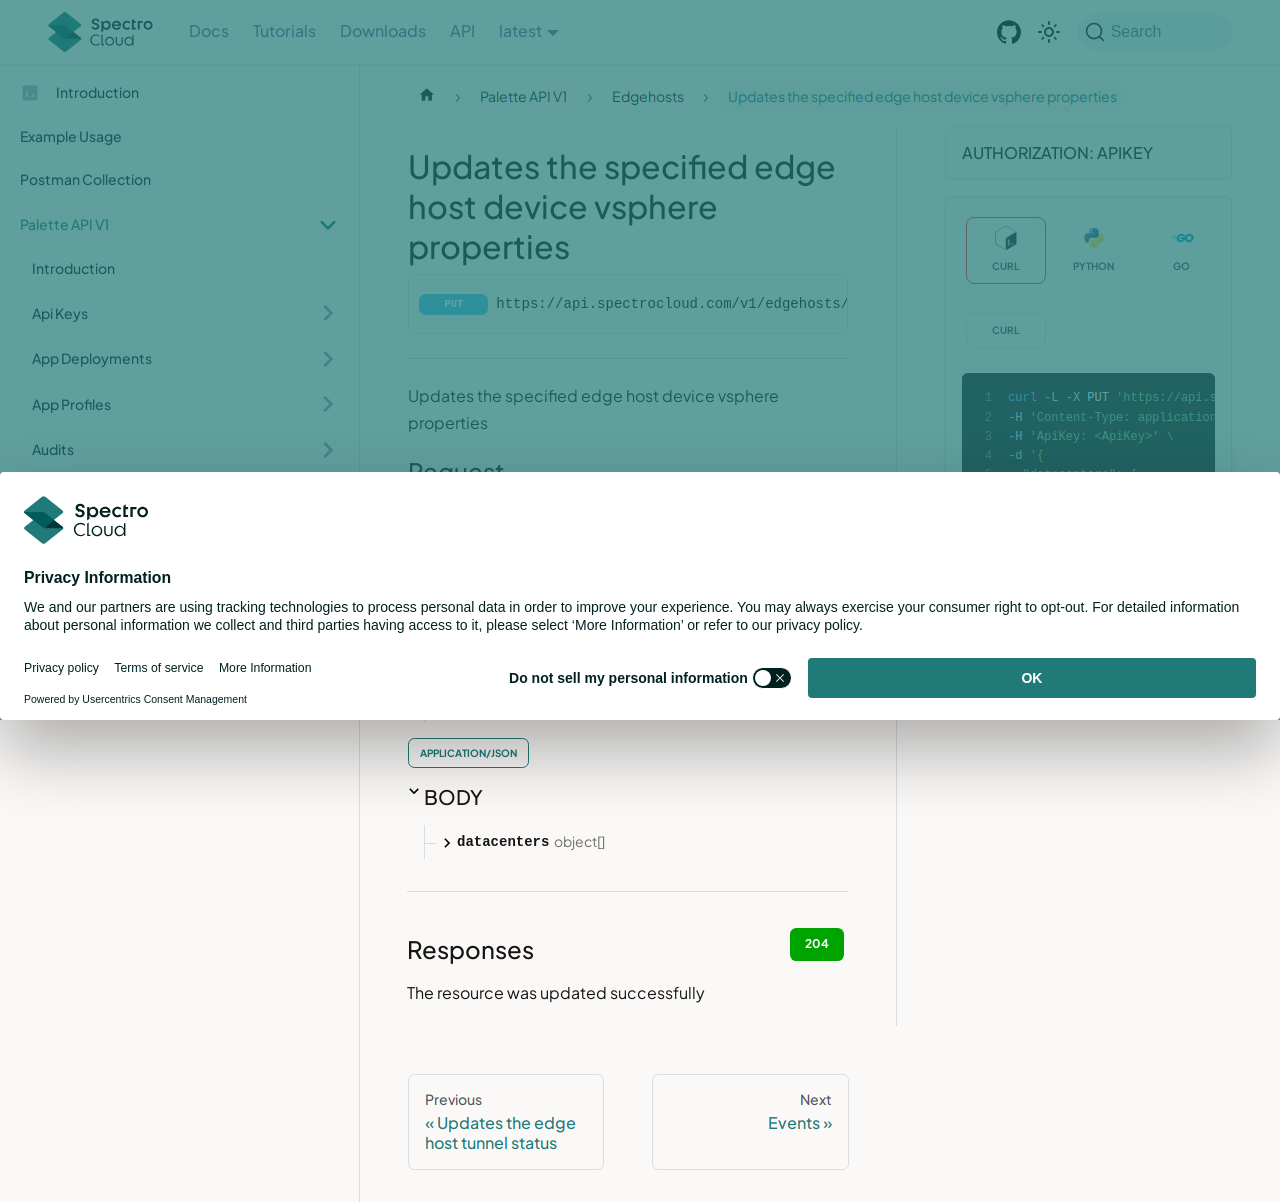 Spectro Cloud
Docs
Tutorials
Downloads
API
latest
Search
Introduction
Example Usage
Postman Collection
Palette API V1
Introduction
Api Keys
App Deployments
App Profiles
Audits
Palette API V1
Edgehosts
Updates the specified edge host device vsphere properties
Updates the specified edge
host device vsphere
properties
PUT
https://api.spectrocloud.com/v1/edgehosts/
Updates the specified edge host device vsphere
properties
Request
AUTHORIZATION: APIKEY
CURL
PYTHON
GO
CURL
1 curl -L -X PUT 'https://api.s
2 -H 'Content-Type: application
3 -H 'ApiKey: <ApiKey>' \
4 -d '{
Spectro
Cloud
Privacy Information
We and our partners are using tracking technologies to process personal data in order to improve your experience. You may always exercise your consumer right to opt-out. For detailed information
about personal information we collect and third parties having access to it, please select ‘More Information’ or refer to our privacy policy.
Privacy policy
Terms of service
More Information
Do not sell my personal information
OK
Powered by Usercentrics Consent Management
APPLICATION/JSON
BODY
datacenters object[]
Responses
204
The resource was updated successfully
Previous
« Updates the edge
host tunnel status
Next
Events »